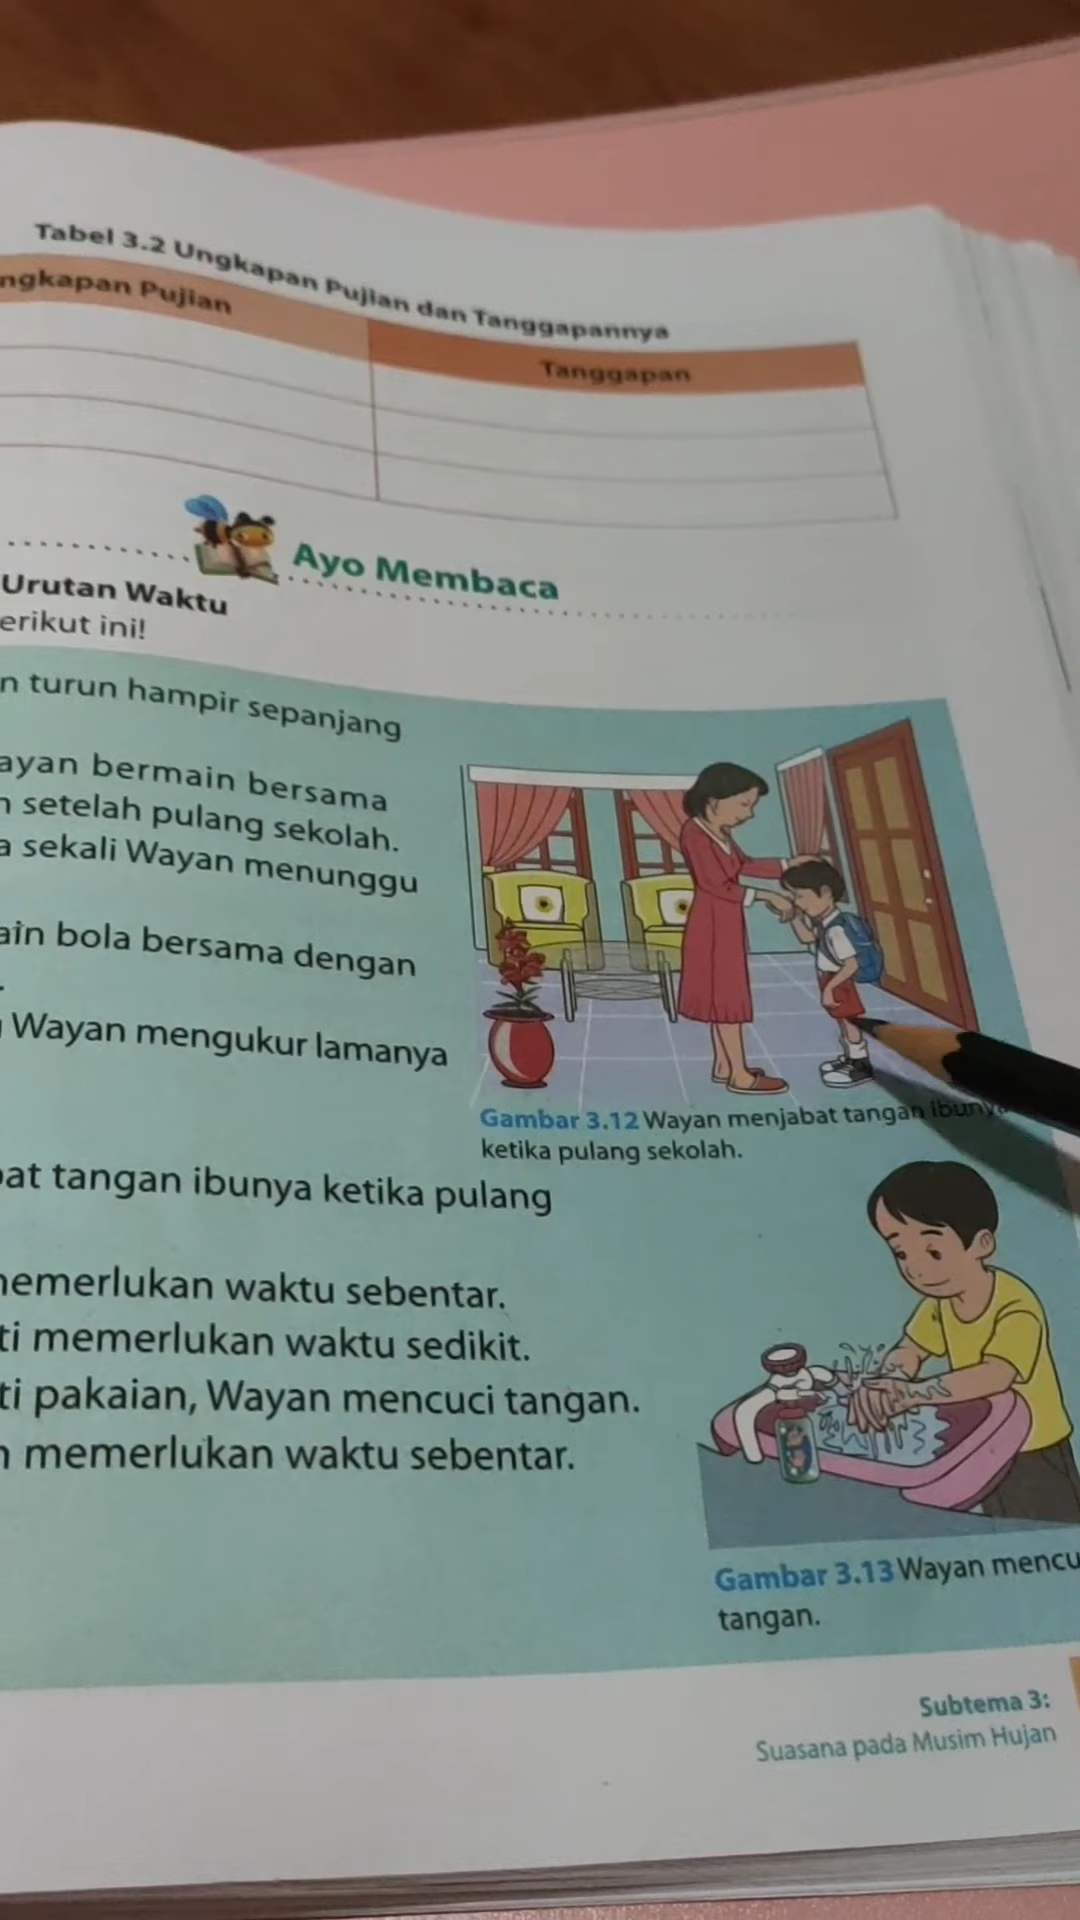 Tabel 3.2 Ungkapan Pujian dan Tanggapannya
ngkapan Pujian
Tanggapan
Ayo Membaca
Urutan Waktu
erikut ini!
n turun hampir sepanjang
ayan bermain bersama
n setelah pulang sekolah.
a sekali Wayan menunggu
ain bola bersama dengan
Wayan mengukur lamanya
Gambar 3.12 Wayan menjabat tangan ibunya
ketika pulang sekolah.
bat tangan ibunya ketika pulang
memerlukan waktu sebentar.
ti memerlukan waktu sedikit.
ti pakaian, Wayan mencuci tangan.
n memerlukan waktu sebentar.
Gambar 3.13 Wayan mencu
tangan.
Subtema 3:
Suasana pada Musim Hujan